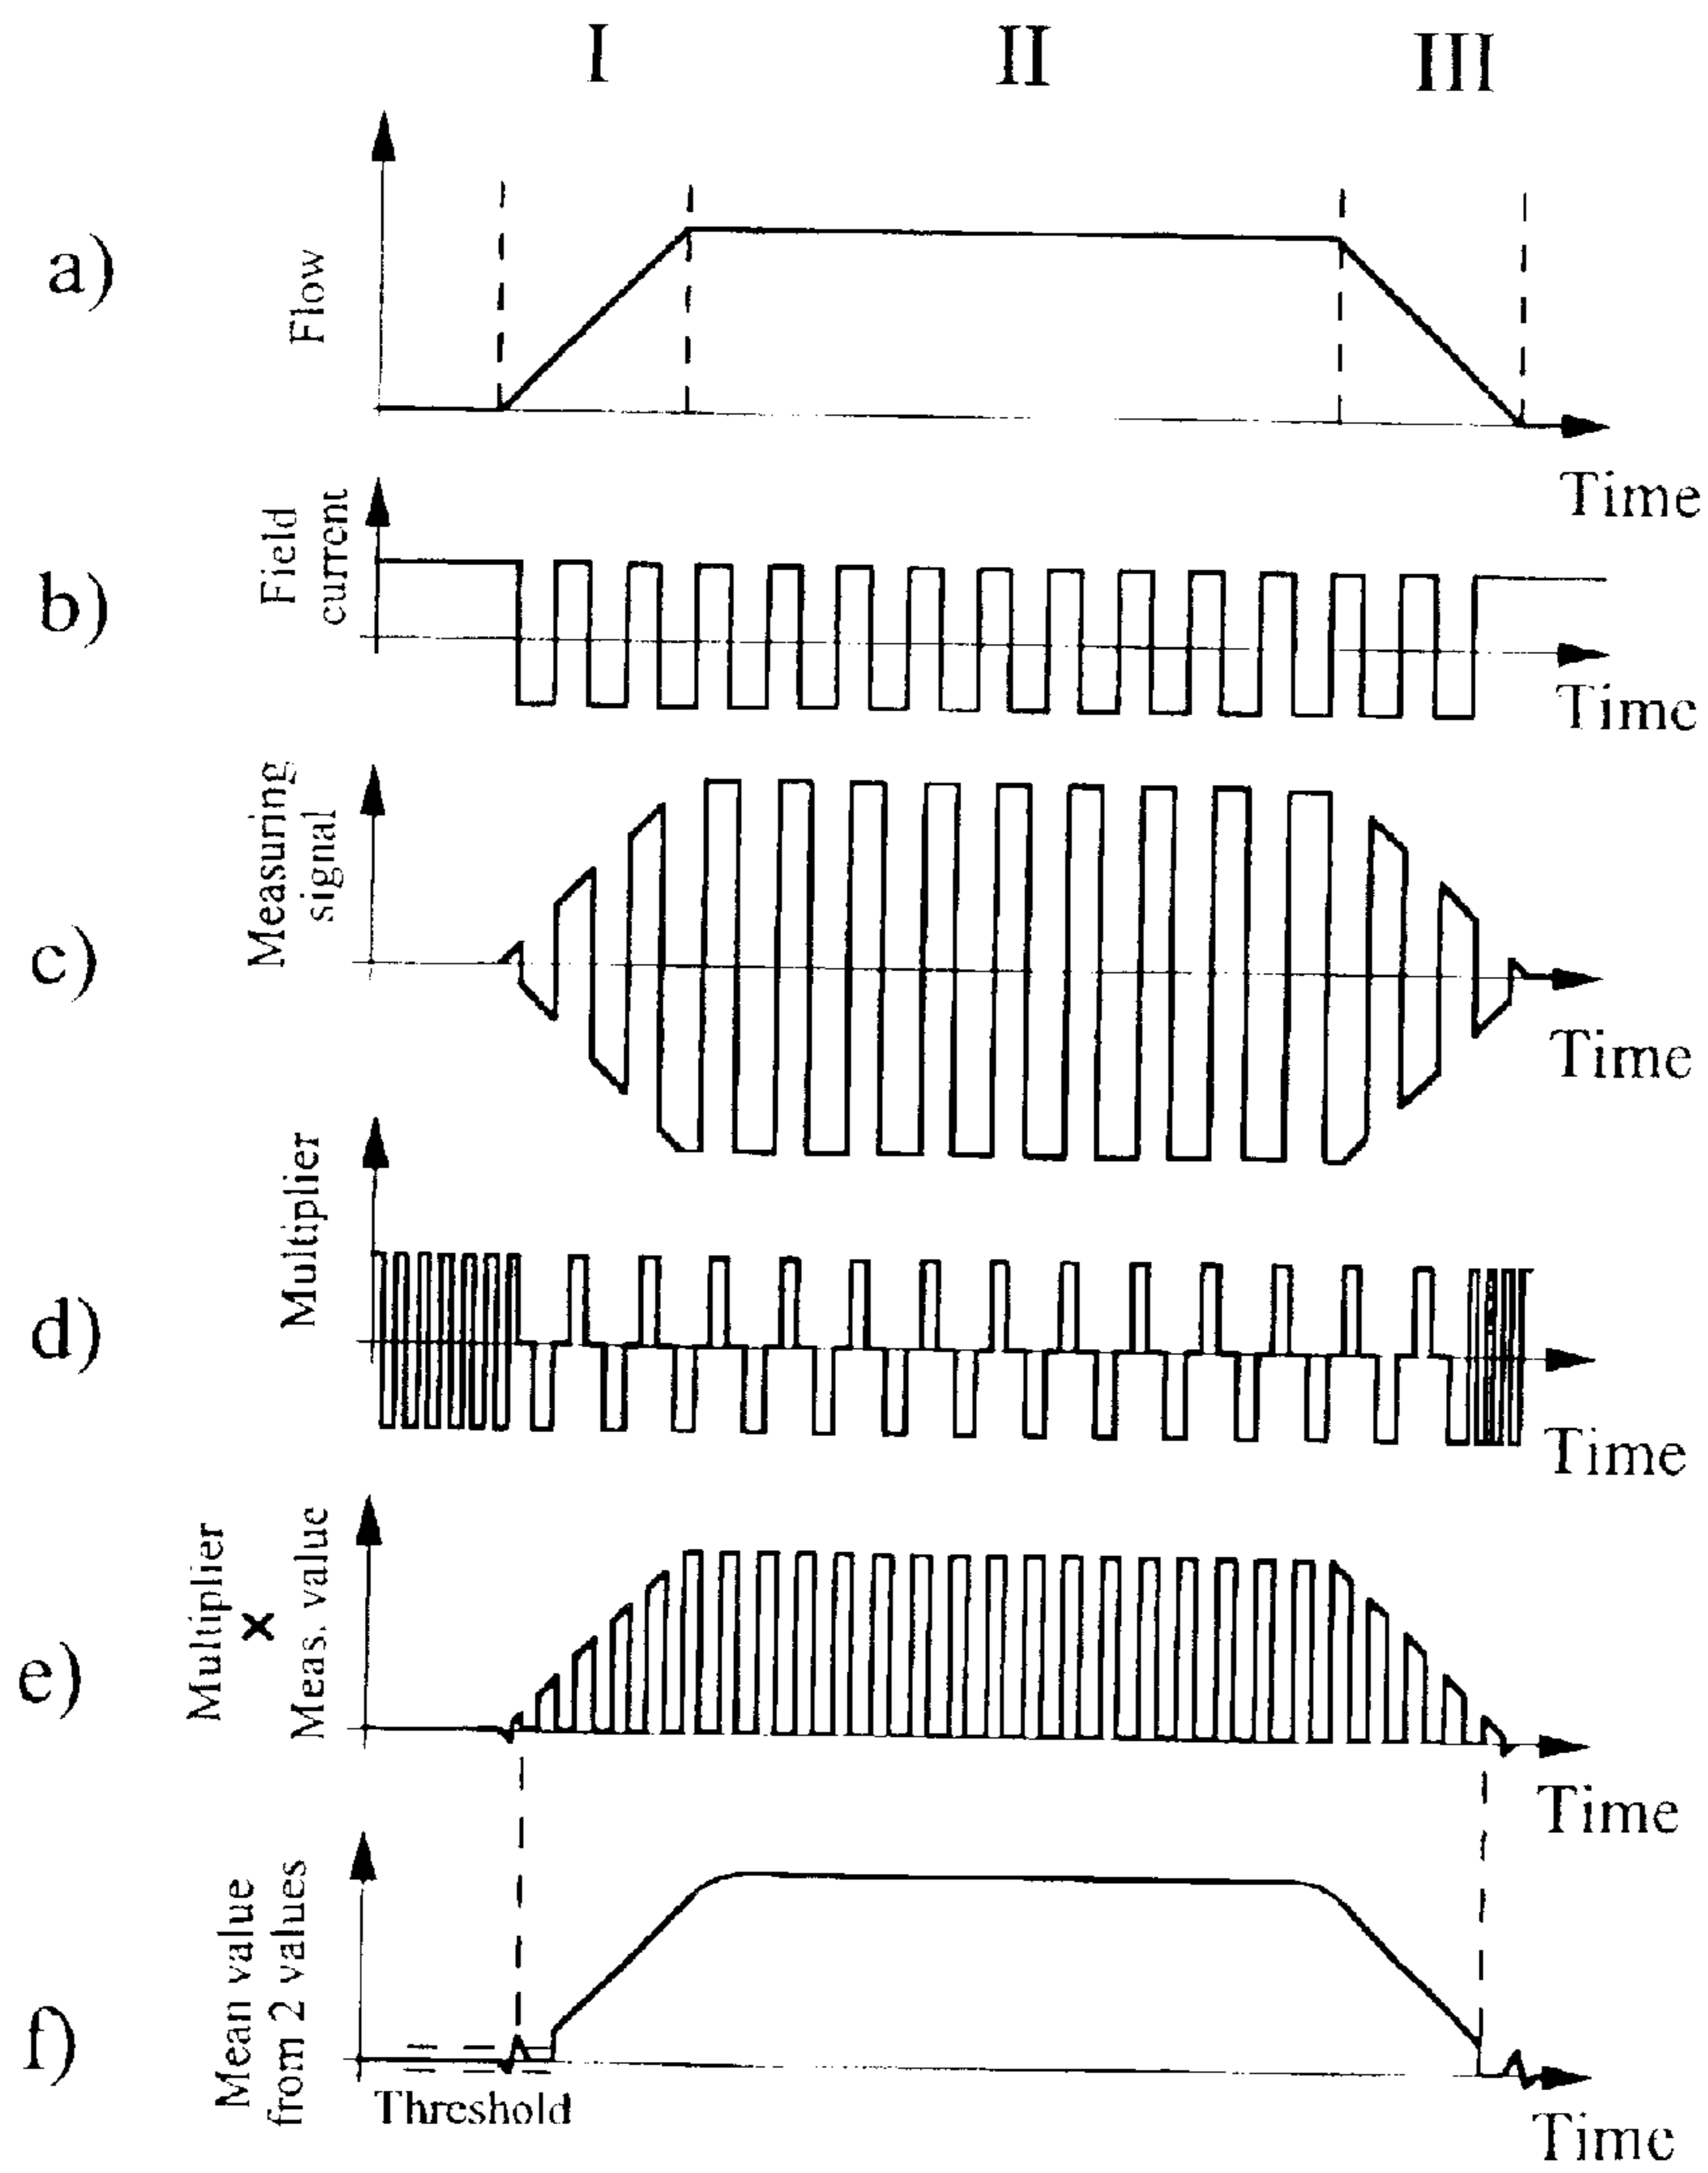 I II III
a)
Flow
Time
b)
Field
current
Time
c)
Measuring
signal
Time
d)
Multiplier
Time
e)
Multiplier
x
Meas. value
Time
f)
Mean value
from 2 values
Threshold
Time